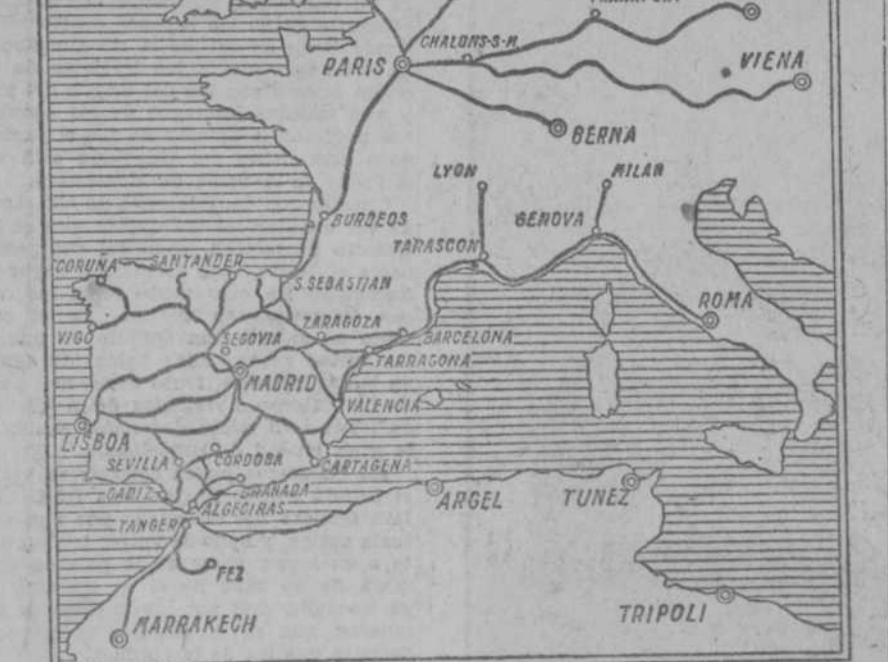 CHALONS-S-M.
PARIS
VIENA
BERNA
LYON
MILAN
BURDEOS
GENOVA
TARASCON
CORUÑA
SANTANDER
S.SEBASTIAN
ROMA
ZARAGOZA
VIGO
SEGOVIA
BARCELONA
TARRAGONA
MADRID
VALENCIA
LISBOA
SEVILLA
CORDOBA
CARTAGENA
CADIZ
GRANADA
ARGEL
TUNEZ
ALGECIRAS
TANGER
FEZ
TRIPOLI
MARRAKECH